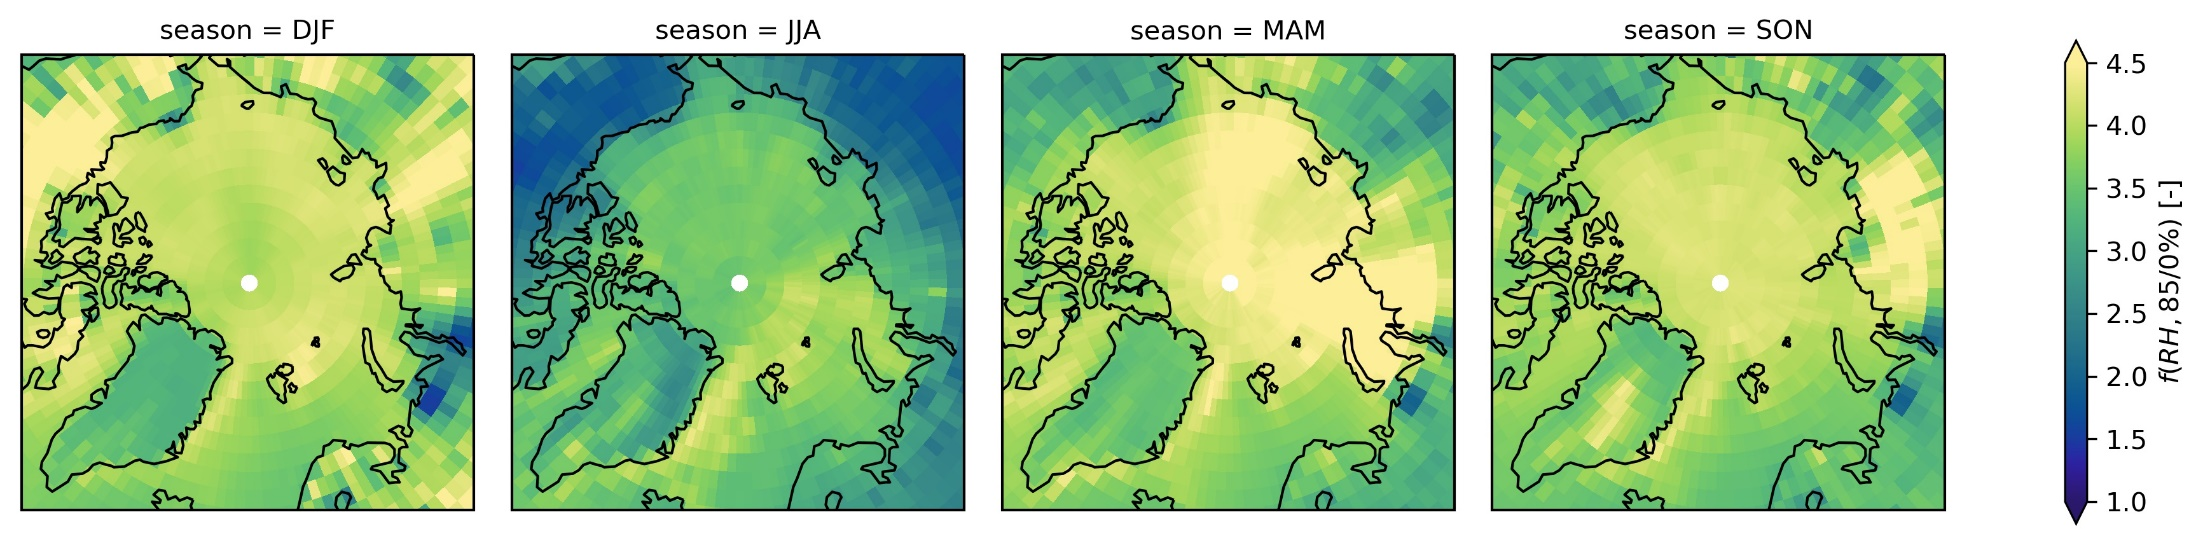 season = DJF
season = JJA
season = MAM
season = SON
4.5
4.0
3.5
3.0
2.5
2.0
1.5
1.0
f(RH, 85/0%) [-]